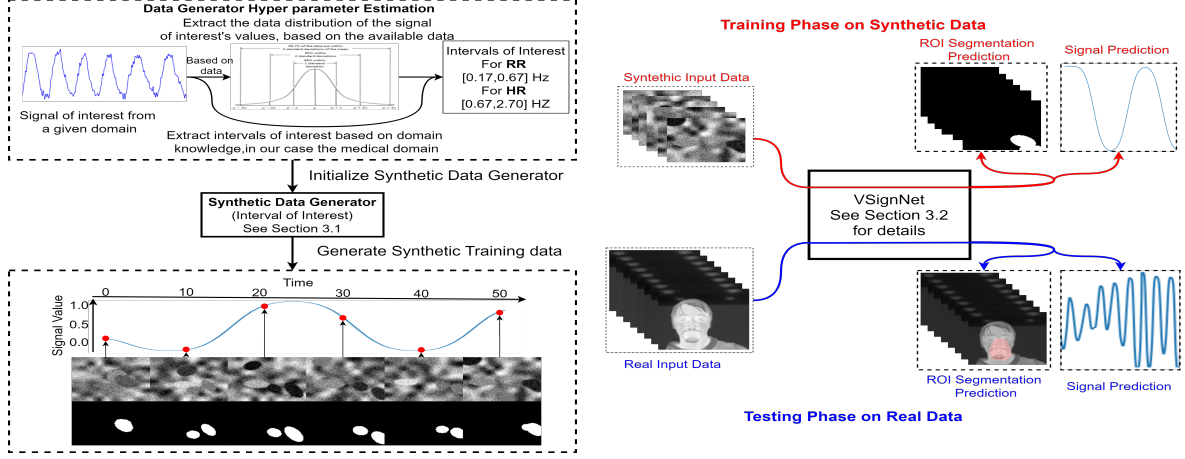 Data Generator Hyper parameter Estimation
Extract the data distribution of the signal
of interest's values, based on the available data
Based on
data
Signal of interest from
a given domain
Intervals of Interest
For RR
[0.17,0.67] Hz
For HR
[0.67,2.70] HZ
Extract intervals of interest based on domain
knowledge,in our case the medical domain
Initialize Synthetic Data Generator
Synthetic Data Generator
(Interval of Interest)
See Section 3.1
Generate Synthetic Training data
Time
0 10 20 30 40 50
Signal Value
1.0
0.5
0.0
Training Phase on Synthetic Data
Syntethic Input Data
ROI Segmentation
Prediction
Signal Prediction
VSignNet
See Section 3.2
for details
Real Input Data
ROI Segmentation
Prediction
Signal Prediction
Testing Phase on Real Data